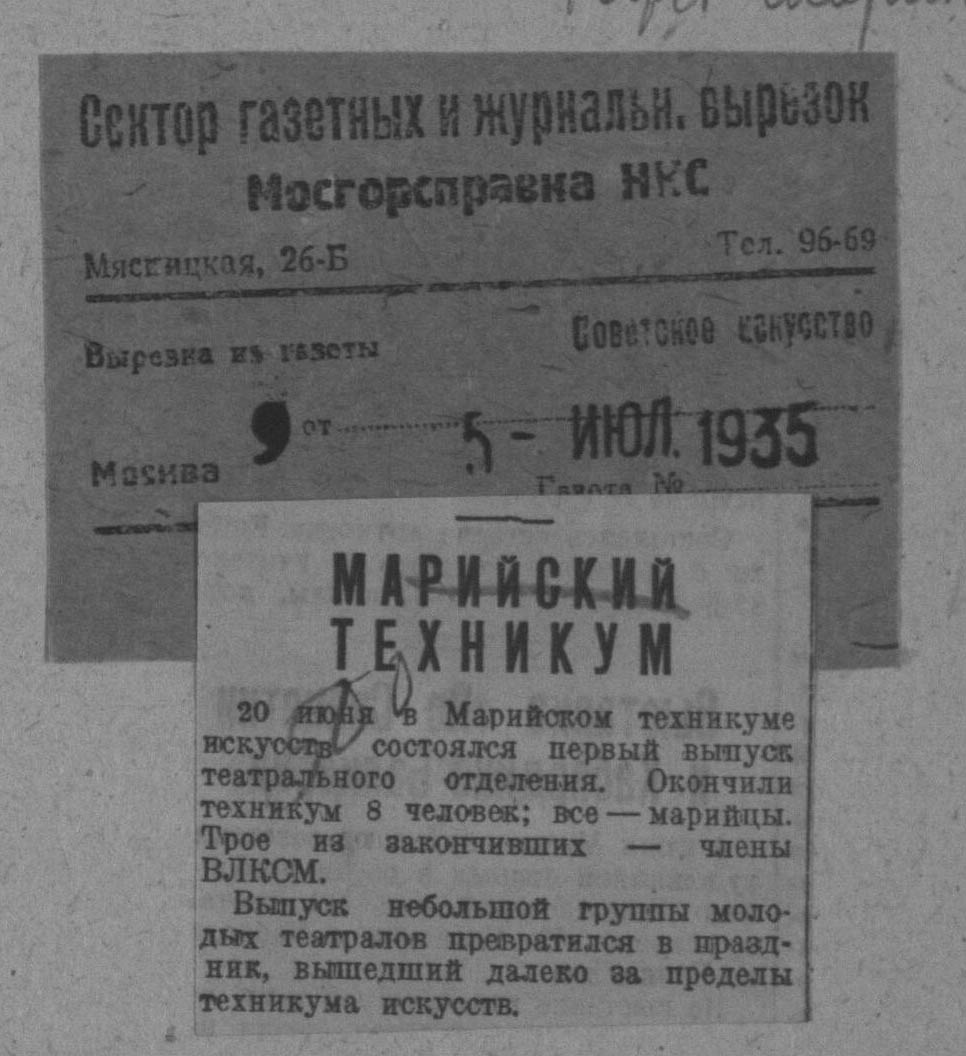 Сектор газетных и журнальн. вырезок
Мосгорсправка НКС
Мясницкая, 26-Б Тел. 96-69
Вырезка из газеты Советское искусство
Москва от 5 - ИЮЛ. 1935
Газета №
МАРИЙСКИЙ
ТЕХНИКУМ
20 июня в Марийском техникуме
искусств состоялся первый выпуск
театрального отделения. Окончили
техникум 8 человек; все — марийцы.
Трое из закончивших — члены
ВЛКСМ.
Выпуск небольшой группы моло-
дых театралов превратился в празд-
ник, вышедший далеко за пределы
техникума искусств.